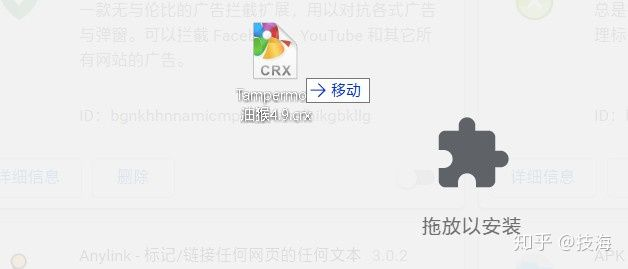 一款无与伦比的广告拦截扩展，用以对抗各式广告
与弹窗。可以拦截 Face YouTube 和其它所
有网站的广告。
总是
理标
CRX
移动
Tampermo
油猴4.9.crx
ID：bgnkhhnnamicmp
ikgbkllg
ID：
详细信息
删除
详细信息
拖放以安装
知乎 @技海
Anylink - 标记/链接任何网页的任何文本 3.0.2
APK